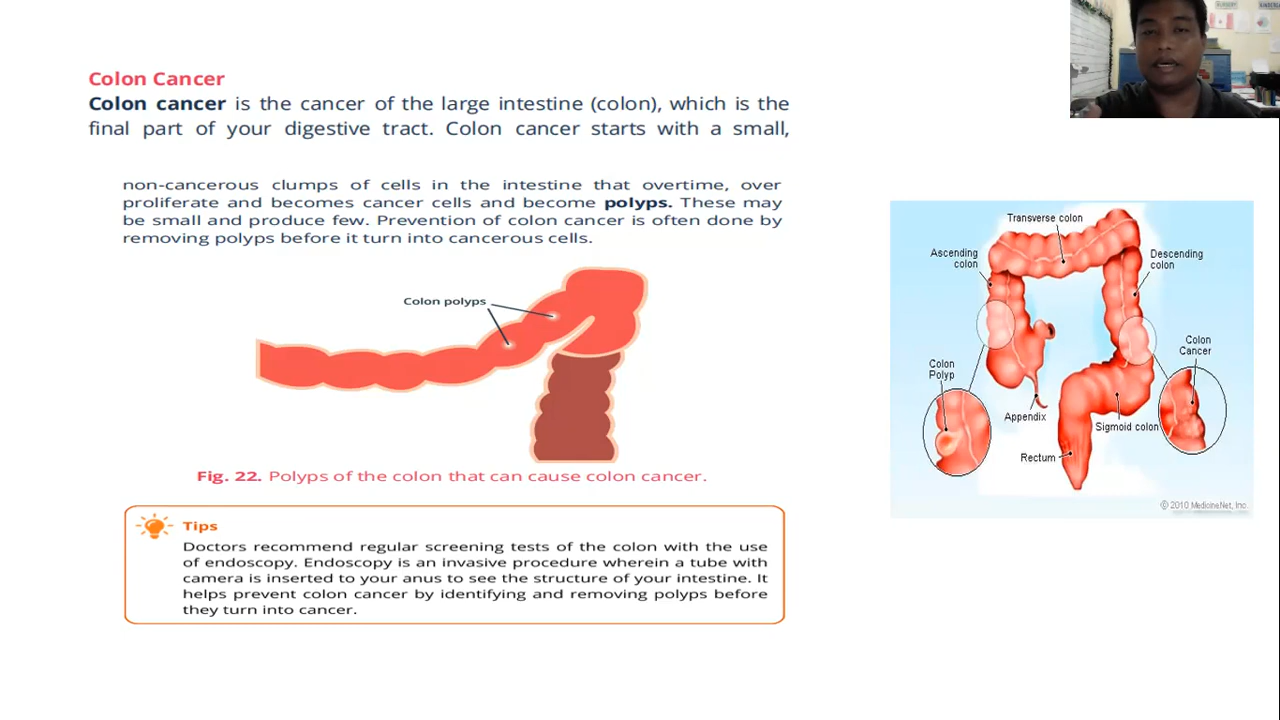 Colon Cancer
Colon cancer is the cancer of the large intestine (colon), which is the
final part of your digestive tract. Colon cancer starts with a small,
non-cancerous clumps of cells in the intestine that overtime, over
proliferate and becomes cancer cells and become polyps. These may
be small and produce few. Prevention of colon cancer is often done by
removing polyps before it turn into cancerous cells.
Colon polyps
Fig. 22. Polyps of the colon that can cause colon cancer.
Tips
Doctors recommend regular screening tests of the colon with the use
of endoscopy. Endoscopy is an invasive procedure wherein a tube with
camera is inserted to your anus to see the structure of your intestine. It
helps prevent colon cancer by identifying and removing polyps before
they turn into cancer.
Transverse colon
Ascending
colon
Descending
colon
Colon
Cancer
Colon
Polyp
Appendix
Sigmoid colon
Rectum
© 2010 MedicineNet, Inc.